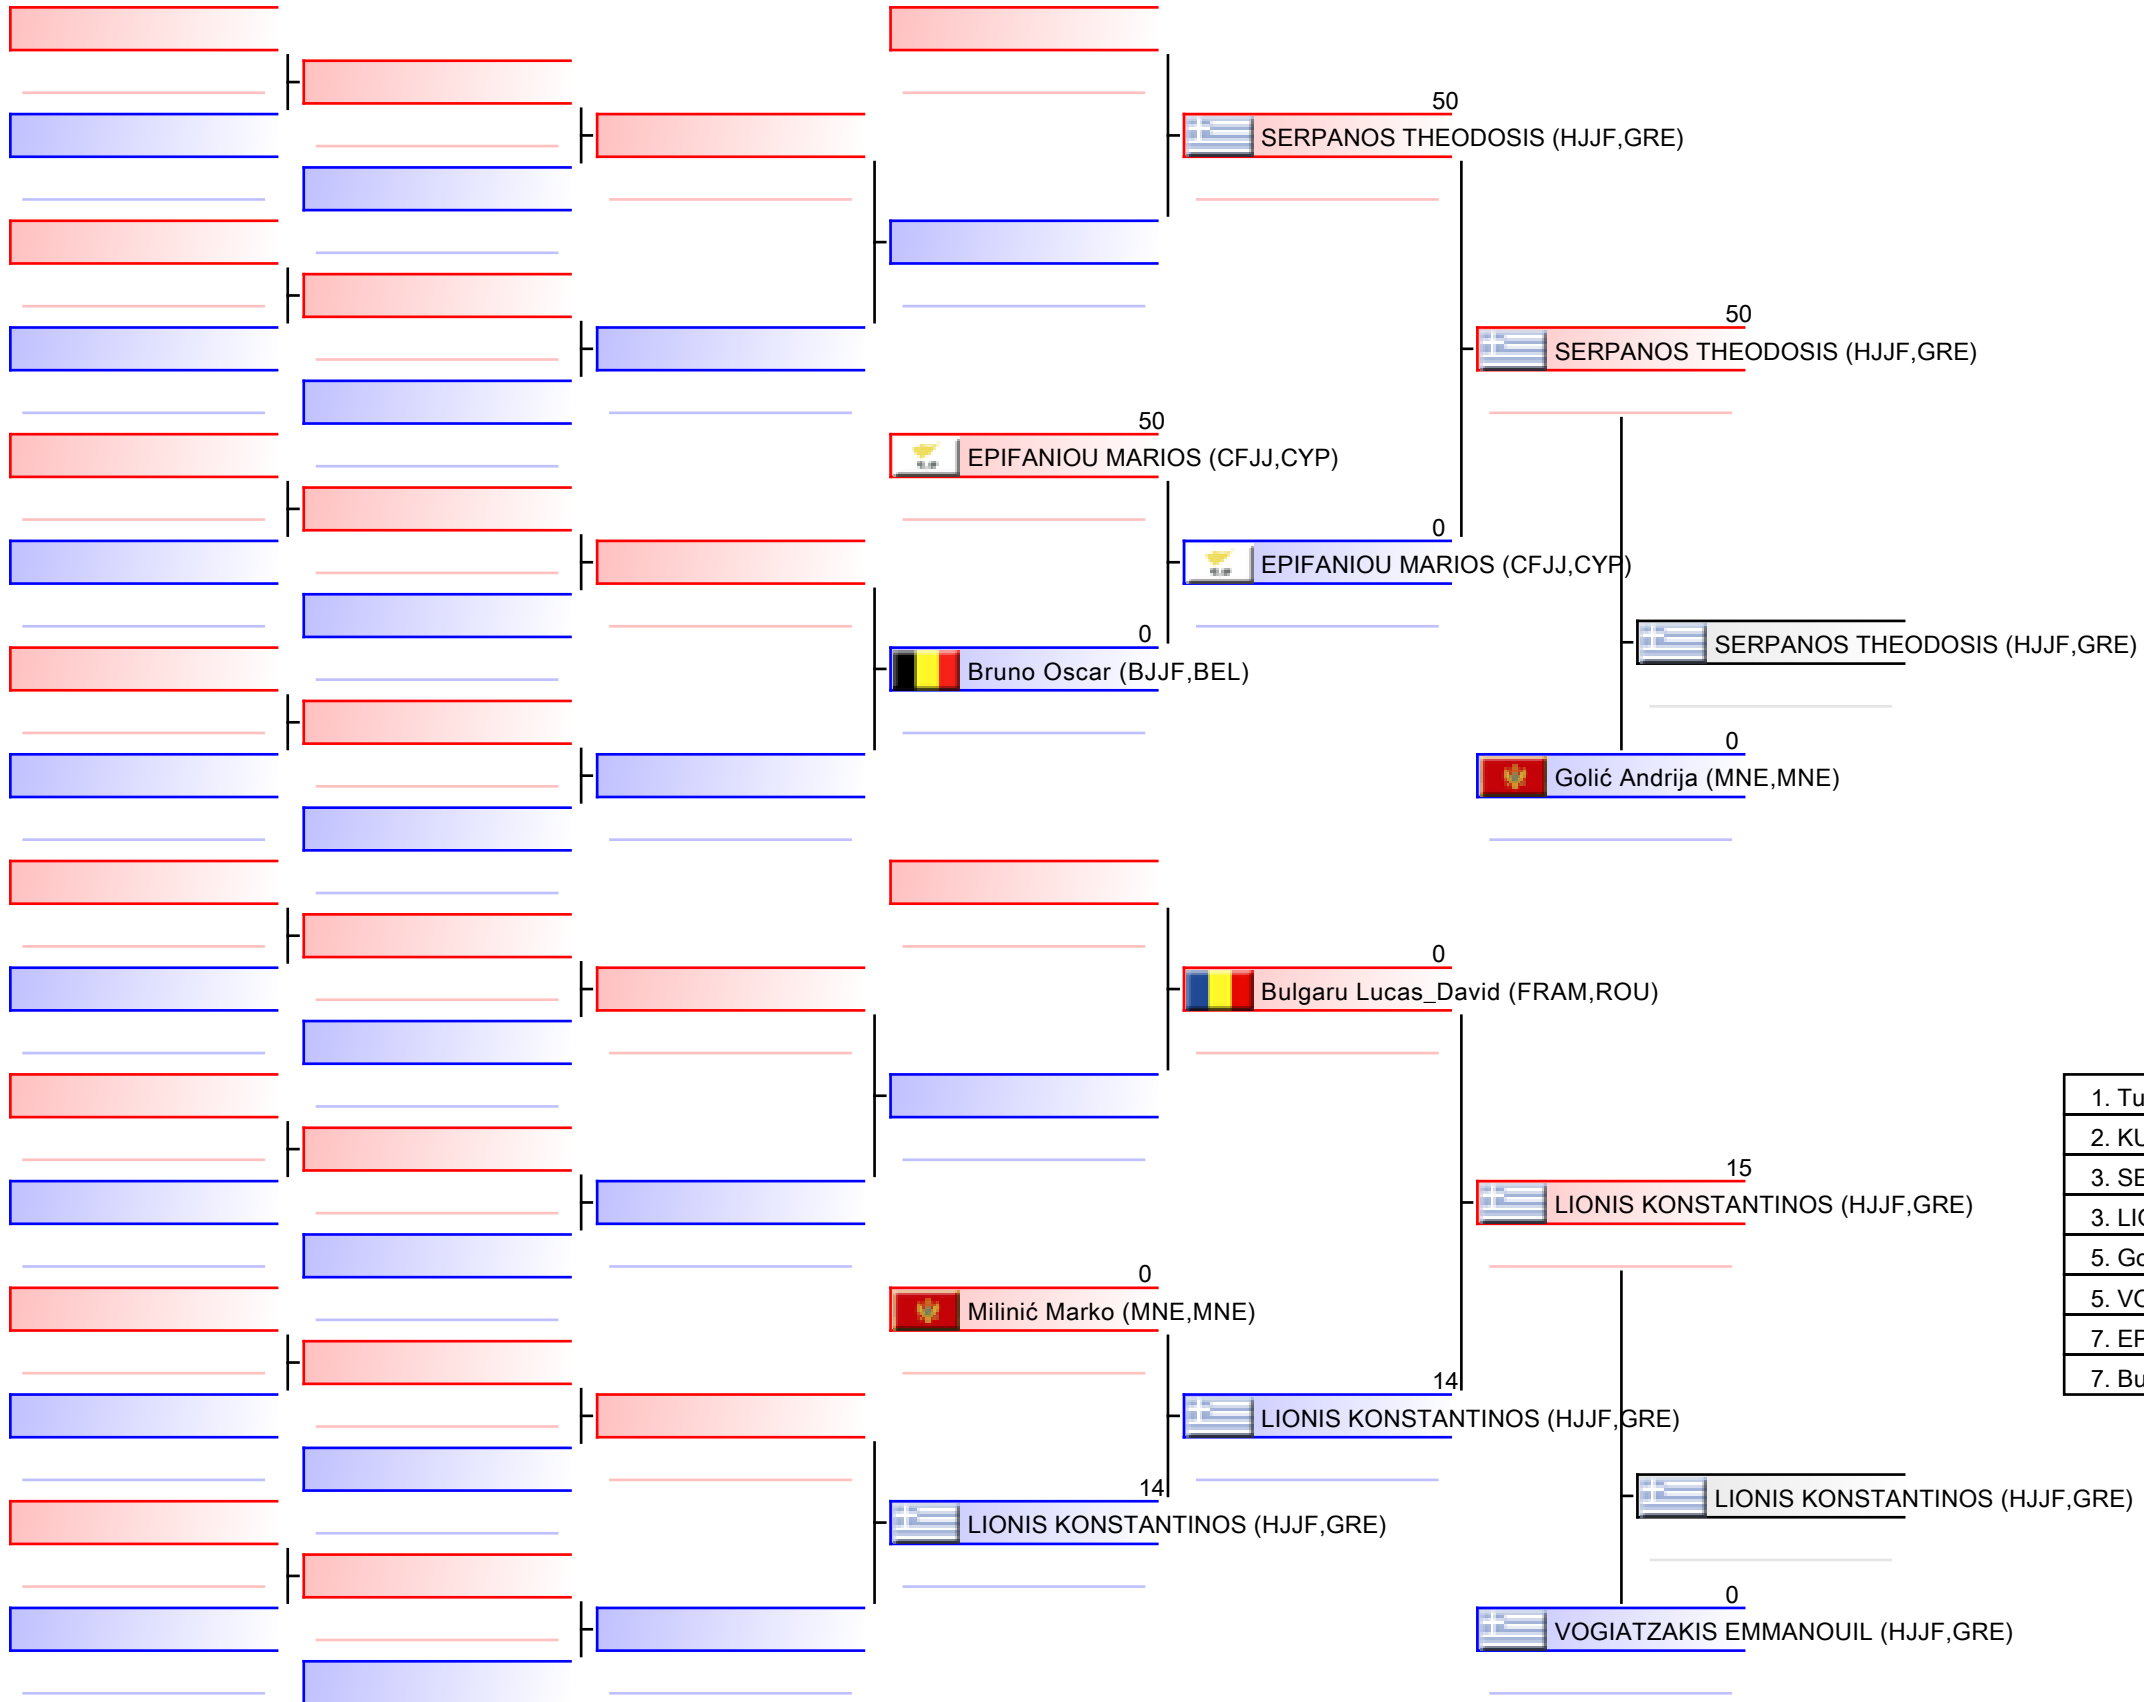 50
SERPANOS THEODOSIS (HJJF,GRE)
50
SERPANOS THEODOSIS (HJJF,GRE)
50
EPIFANIOU MARIOS (CFJJ,CYP)
0
EPIFANIOU MARIOS (CFJJ,CYP)
0
Bruno Oscar (BJJF,BEL)
SERPANOS THEODOSIS (HJJF,GRE)
0
Golić Andrija (MNE,MNE)
0
Bulgaru Lucas_David (FRAM,ROU)
15
LIONIS KONSTANTINOS (HJJF,GRE)
0
Milinić Marko (MNE,MNE)
14
LIONIS KONSTANTINOS (HJJF,GRE)
14
LIONIS KONSTANTINOS (HJJF,GRE)
LIONIS KONSTANTINOS (HJJF,GRE)
0
VOGIATZAKIS EMMANOUIL (HJJF,GRE)
1. Tu
2. KU
3. SE
3. LIO
5. Go
5. VO
7. EP
7. Bu